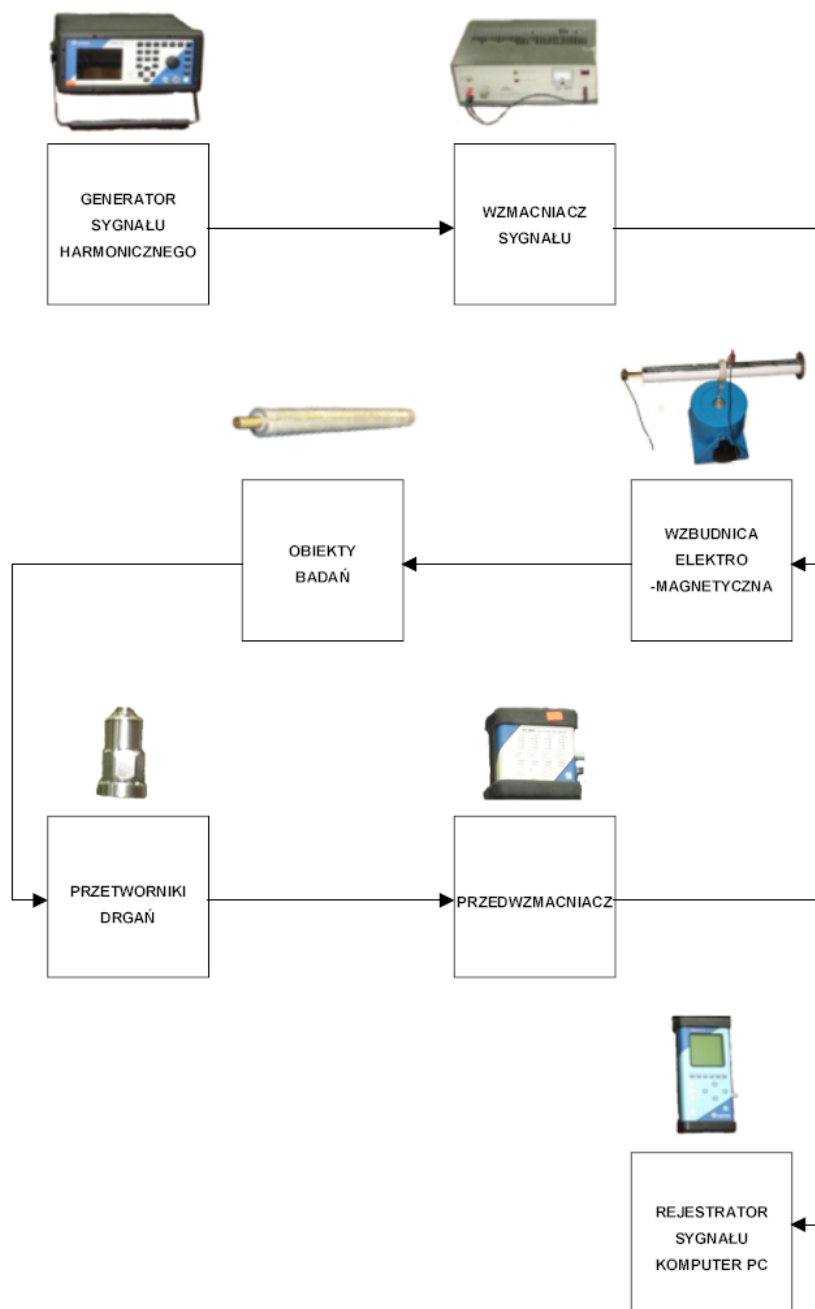 GENERATOR
SYGNAŁU
HARMONICZNEGO
WZMACNIACZ
SYGNAŁU
OBIEKTY
BADAŃ
WZBUDNICA
ELEKTRO
-MAGNETYCZNA
PRZETWORNIKI
DRGAŃ
PRZEDWZMACNIACZ
REJESTRATOR
SYGNAŁU
KOMPUTER PC